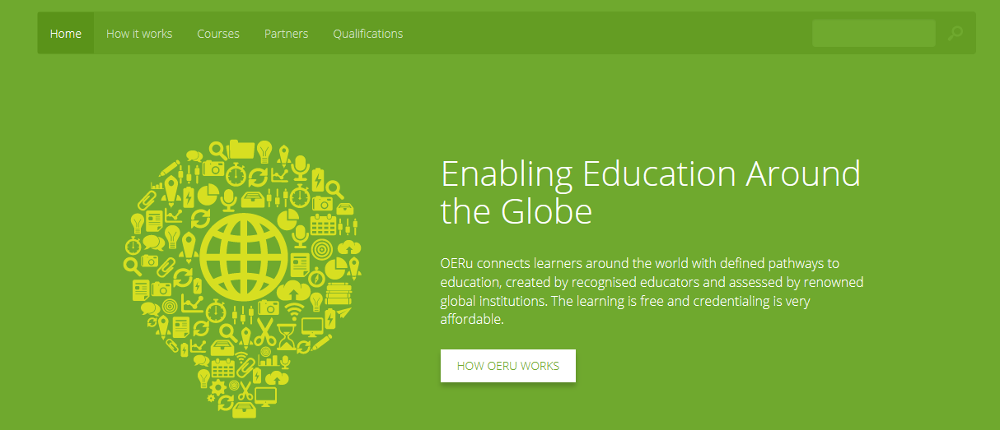 Home How it works Courses Partners Qualifications
Enabling Education Around
the Globe
OERu connects learners around the world with defined pathways to
education, created by recognised educators and assessed by renowned
global institutions. The learning is free and credentialing is very
affordable.
HOW OERU WORKS